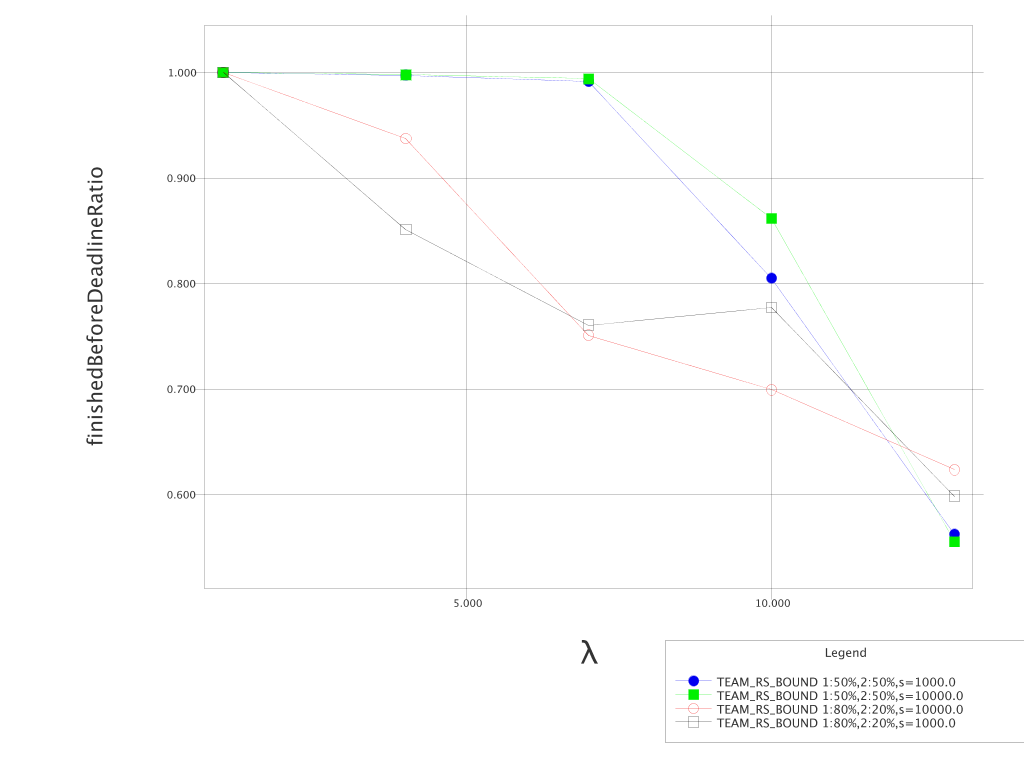 1.000
0.900
0.800
0.700
0.600
finishedBeforeDeadlineRatio
5.000
10.000
λ
Legend
TEAM_RS_BOUND 1:50%,2:50%,s=1000.0
TEAM_RS_BOUND 1:50%,2:50%,s=10000.0
TEAM_RS_BOUND 1:80%,2:20%,s=10000.0
TEAM_RS_BOUND 1:80%,2:20%,s=1000.0